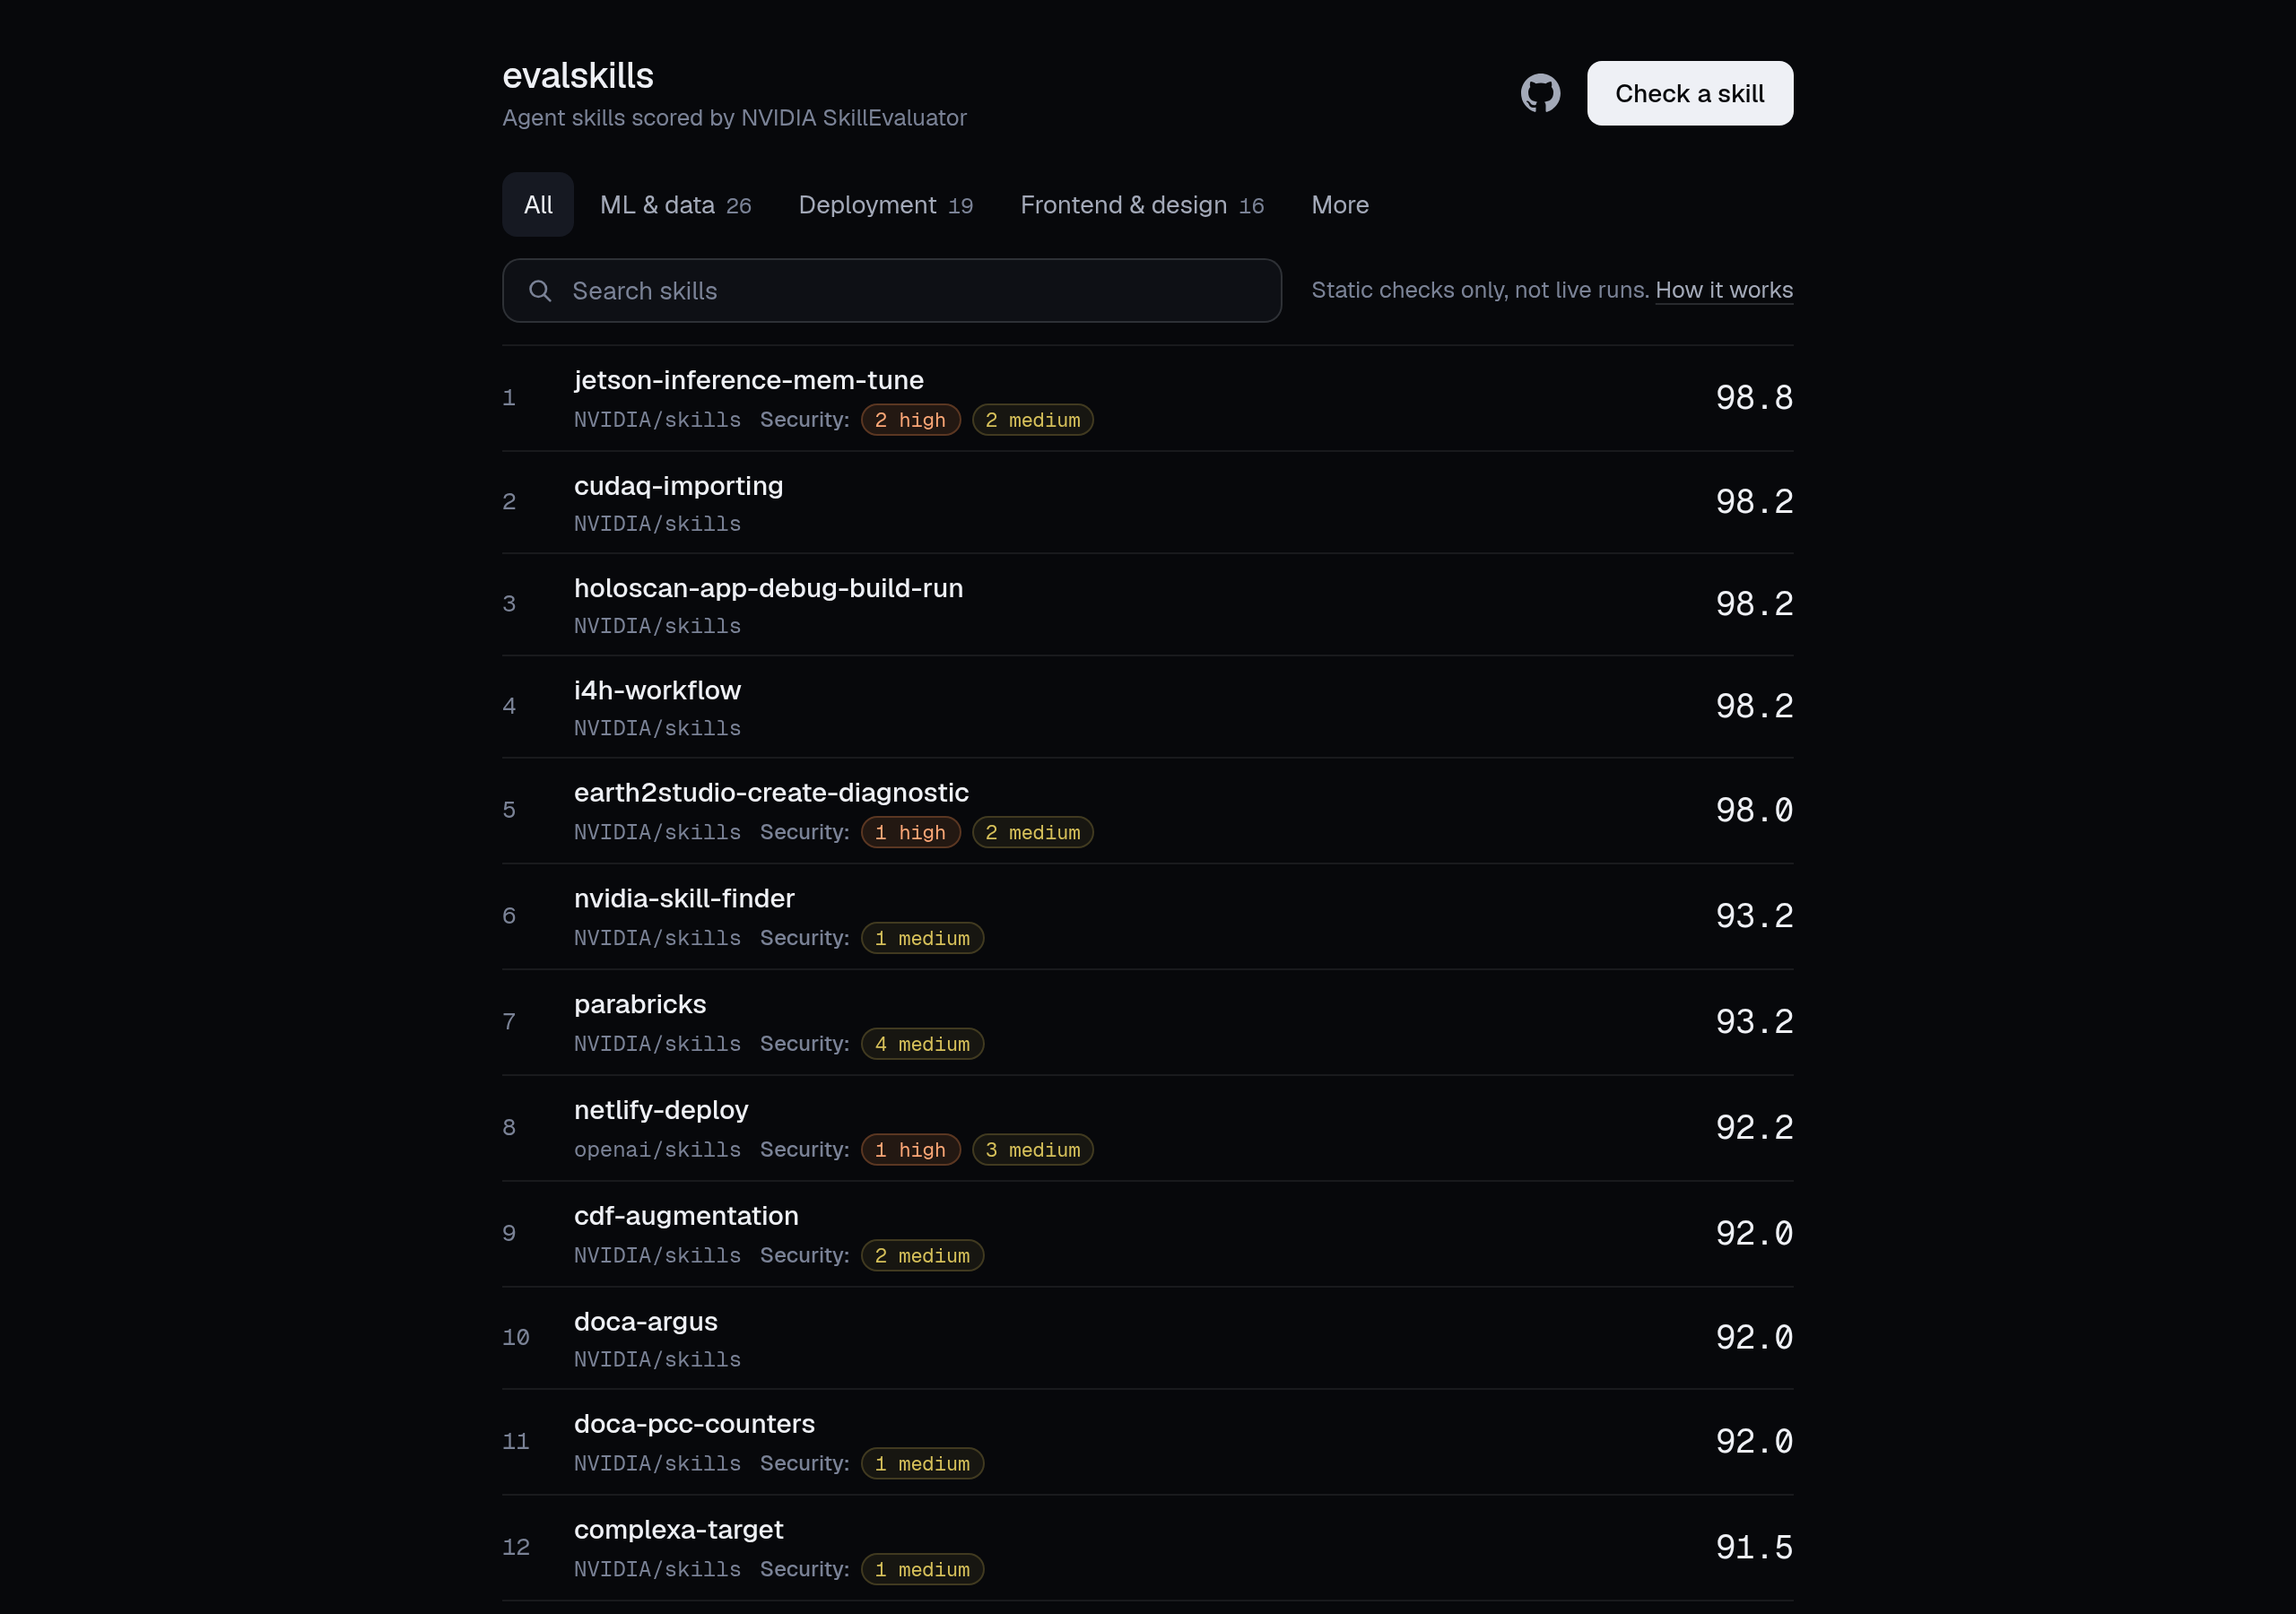 evalskills
Agent skills scored by NVIDIA SkillEvaluator
Check a skill
All ML & data 26 Deployment 19 Frontend & design 16 More
Search skills
Static checks only, not live runs. How it works
1 jetson-inference-mem-tune 98.8
NVIDIA/skills Security: 2 high 2 medium
2 cudaq-importing 98.2
NVIDIA/skills
3 holoscan-app-debug-build-run 98.2
NVIDIA/skills
4 i4h-workflow 98.2
NVIDIA/skills
5 earth2studio-create-diagnostic 98.0
NVIDIA/skills Security: 1 high 2 medium
6 nvidia-skill-finder 93.2
NVIDIA/skills Security: 1 medium
7 parabricks 93.2
NVIDIA/skills Security: 4 medium
8 netlify-deploy 92.2
openai/skills Security: 1 high 3 medium
9 cdf-augmentation 92.0
NVIDIA/skills Security: 2 medium
10 doca-argus 92.0
NVIDIA/skills
11 doca-pcc-counters 92.0
NVIDIA/skills Security: 1 medium
12 complexa-target 91.5
NVIDIA/skills Security: 1 medium